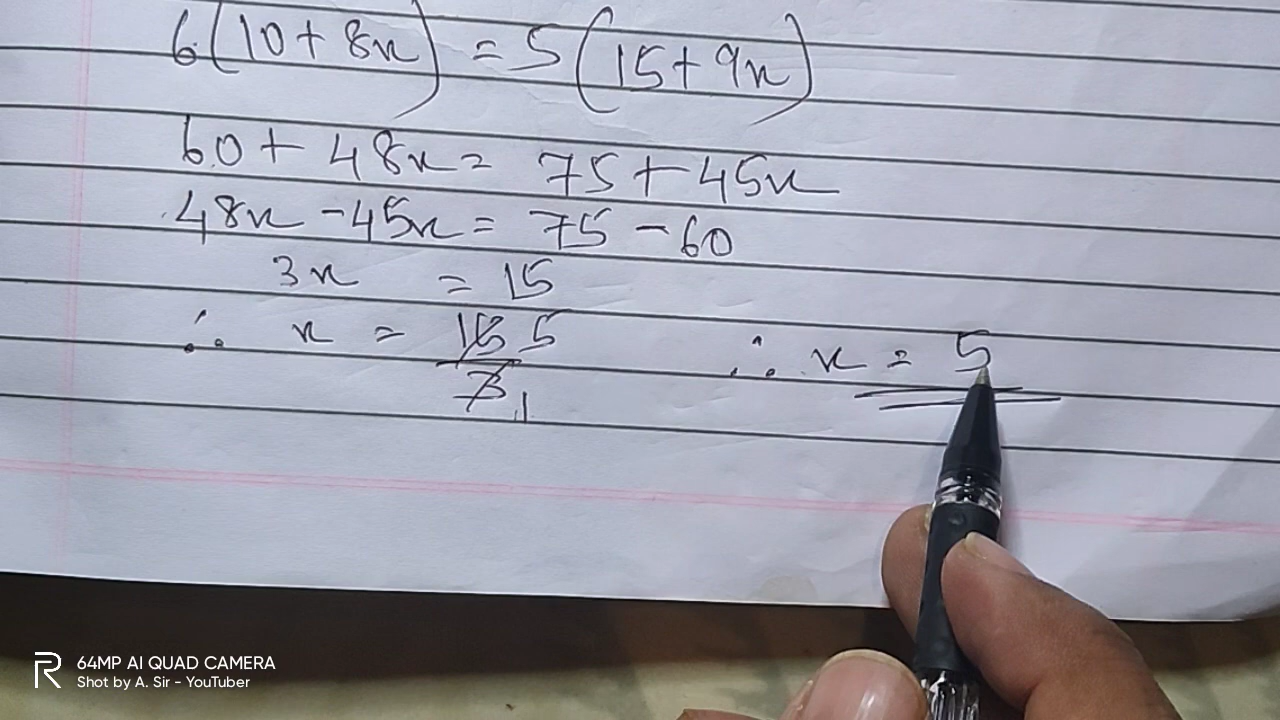 6(10+8x) = 5(15+9x)
60+ 48x = 75+45x
48x -45x = 75 -60
3x = 15
∴ x = 15 5 ∴ x = 5
3 1
R 64MP AI QUAD CAMERA
Shot by A. Sir - YouTuber